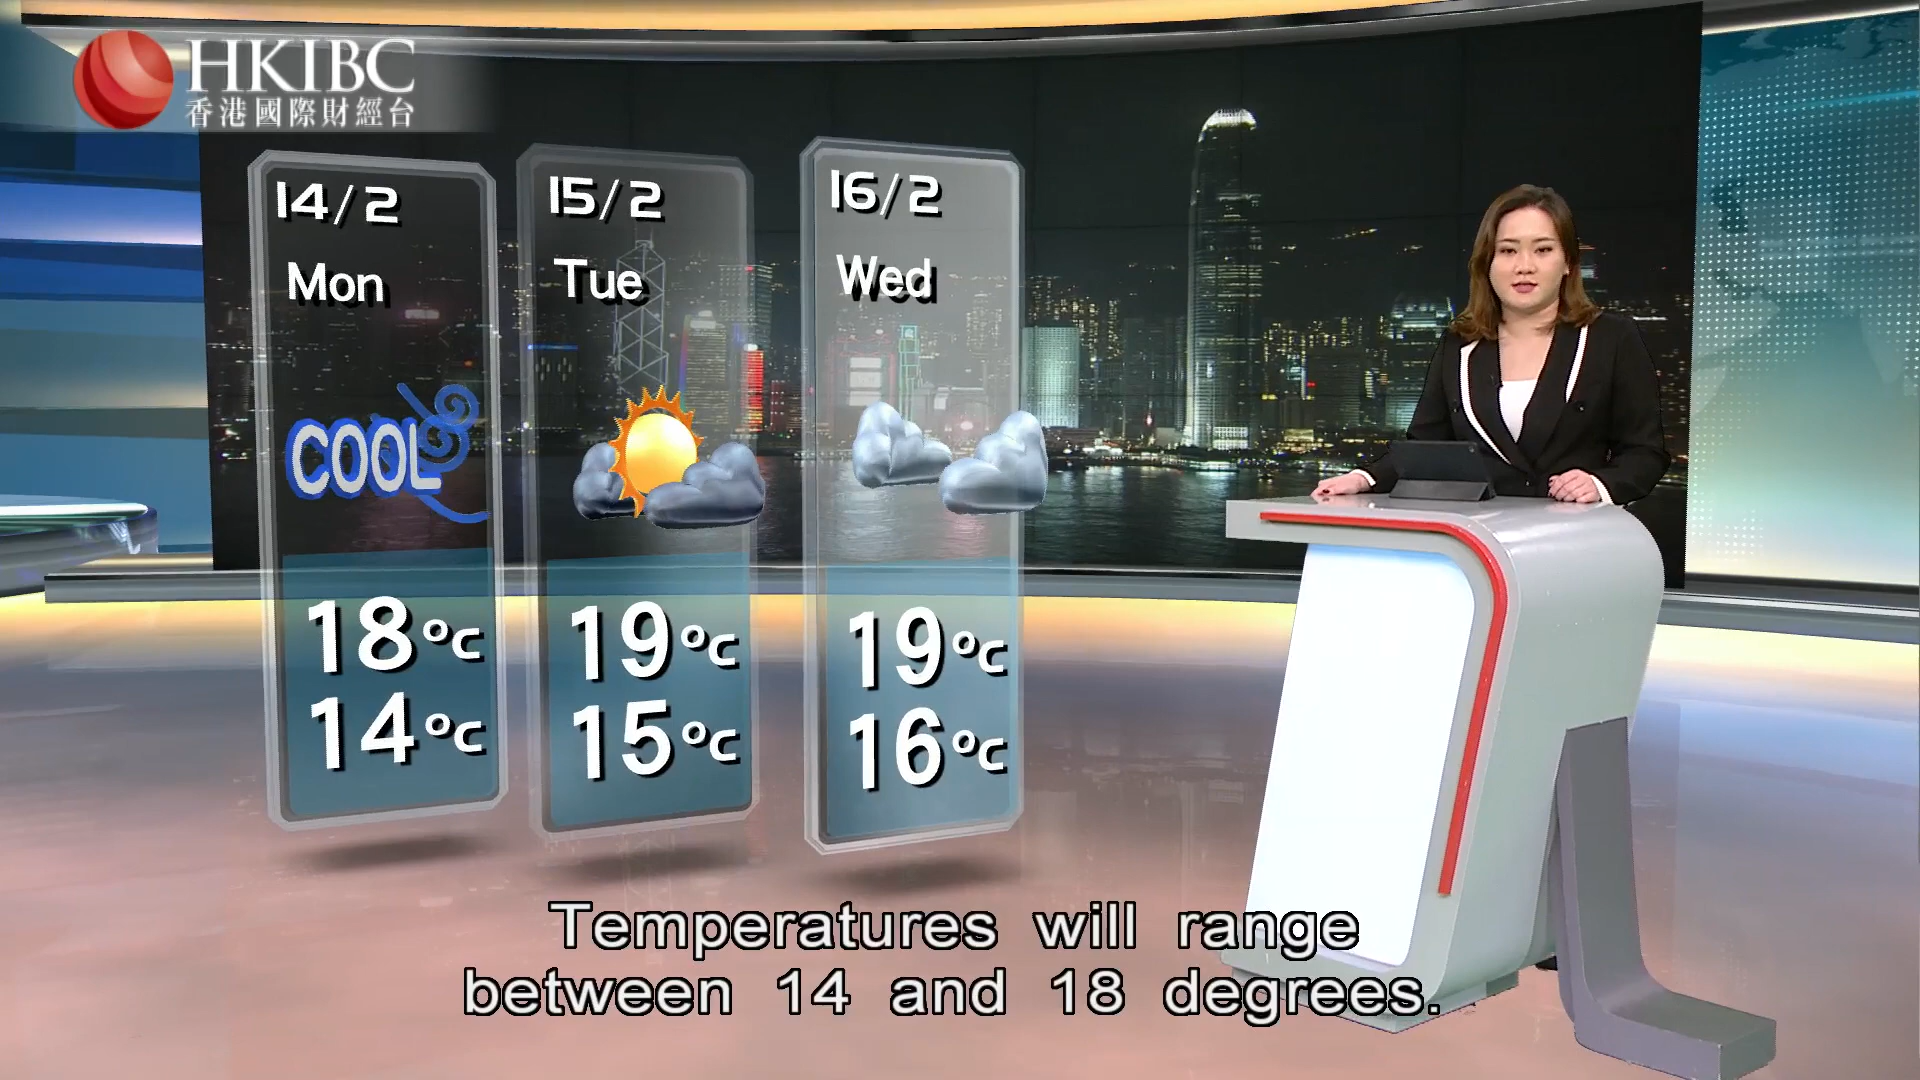 HKIBC
香港國際財經台
14/2
Mon
COOL
18°C
14°C
15/2
Tue
19°C
15°C
16/2
Wed
19°C
16°C
Temperatures will range
between 14 and 18 degrees.